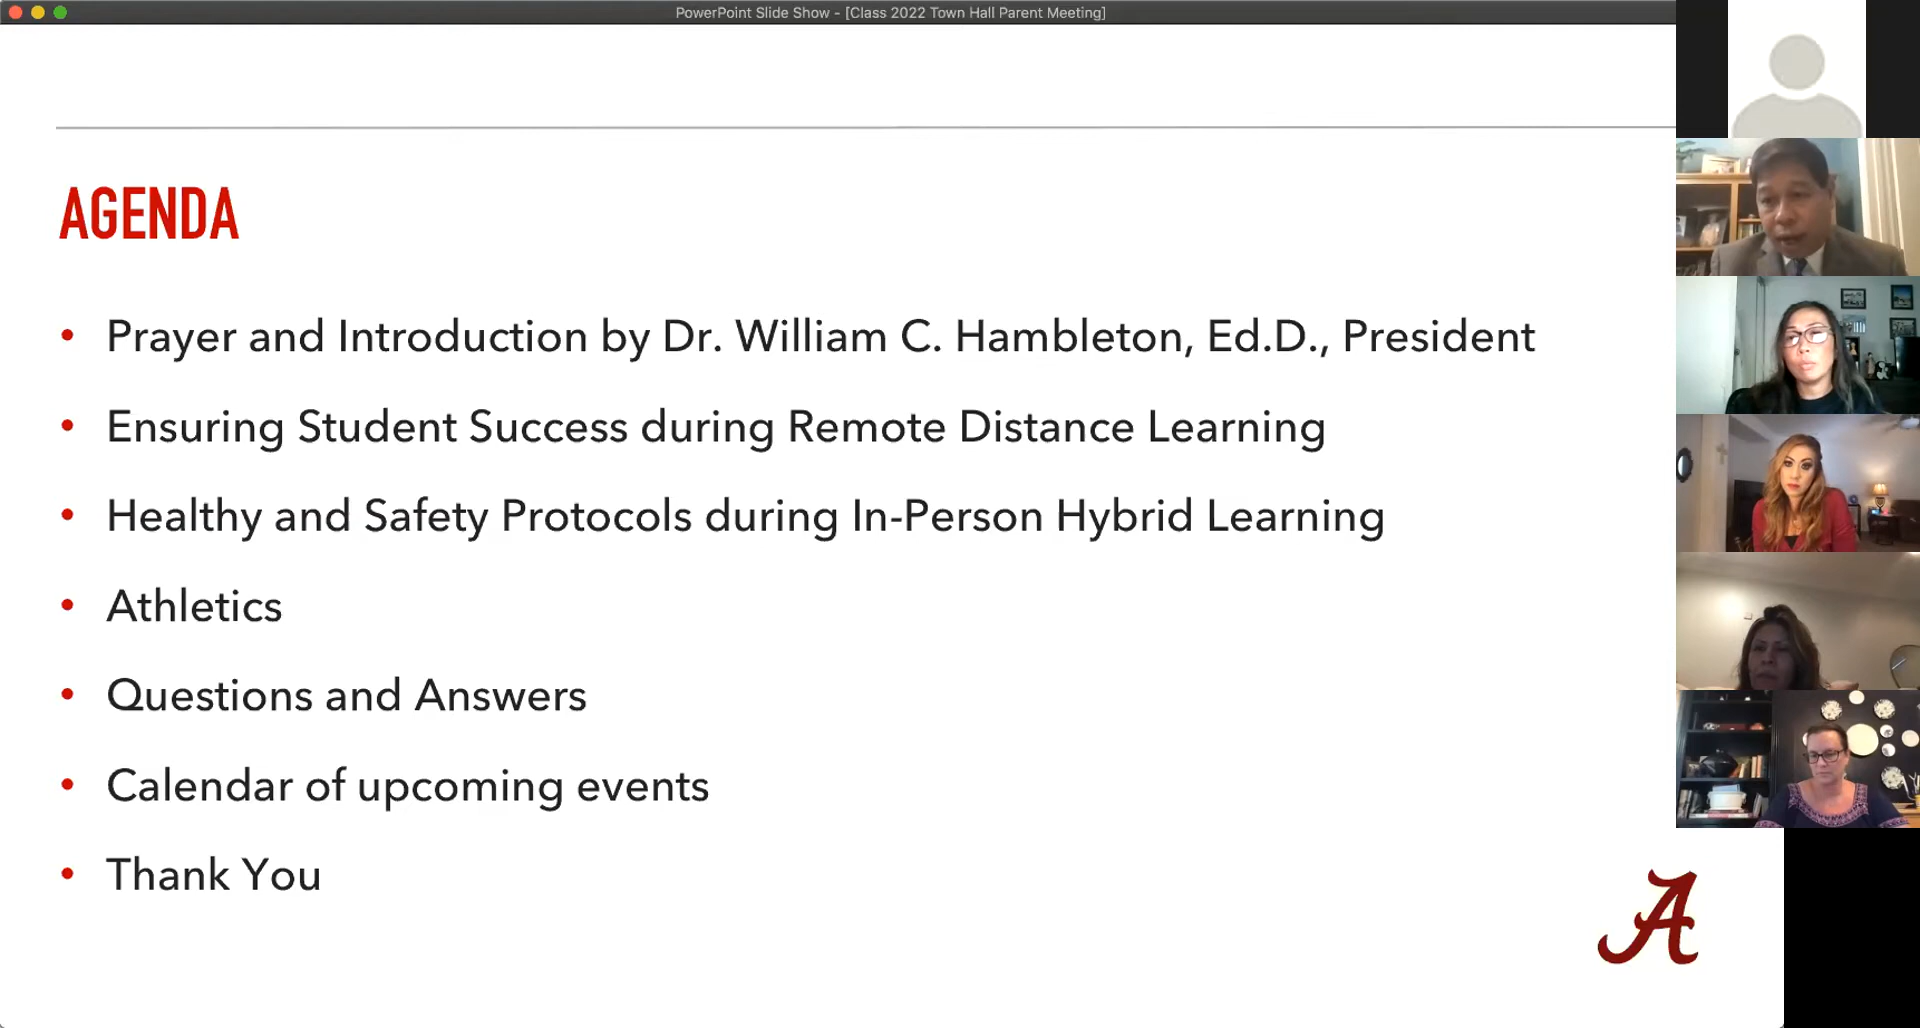 PowerPoint Slide Show - [Class 2022 Town Hall Parent Meeting]
AGENDA
• Prayer and Introduction by Dr. William C. Hambleton, Ed.D., President
• Ensuring Student Success during Remote Distance Learning
• Healthy and Safety Protocols during In-Person Hybrid Learning
• Athletics
• Questions and Answers
• Calendar of upcoming events
• Thank You
A